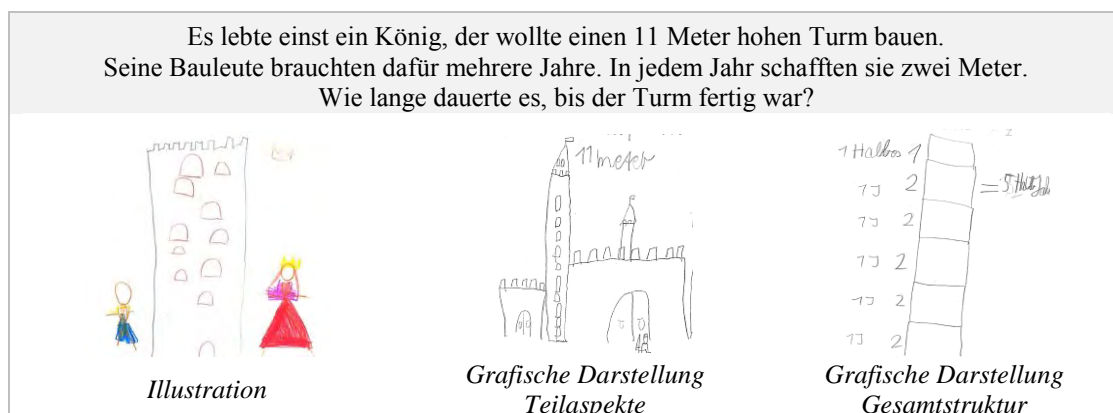 Es lebte einst ein König, der wollte einen 11 Meter hohen Turm bauen.
Seine Bauleute brauchten dafür mehrere Jahre. In jedem Jahr schafften sie zwei Meter.
Wie lange dauerte es, bis der Turm fertig war?
11 meter
1 1
1J 2
1J 2
1J 2
1J 2
1J 2
= 5
Illustration
Grafische Darstellung
Teilaspekte
Grafische Darstellung
Gesamtstruktur